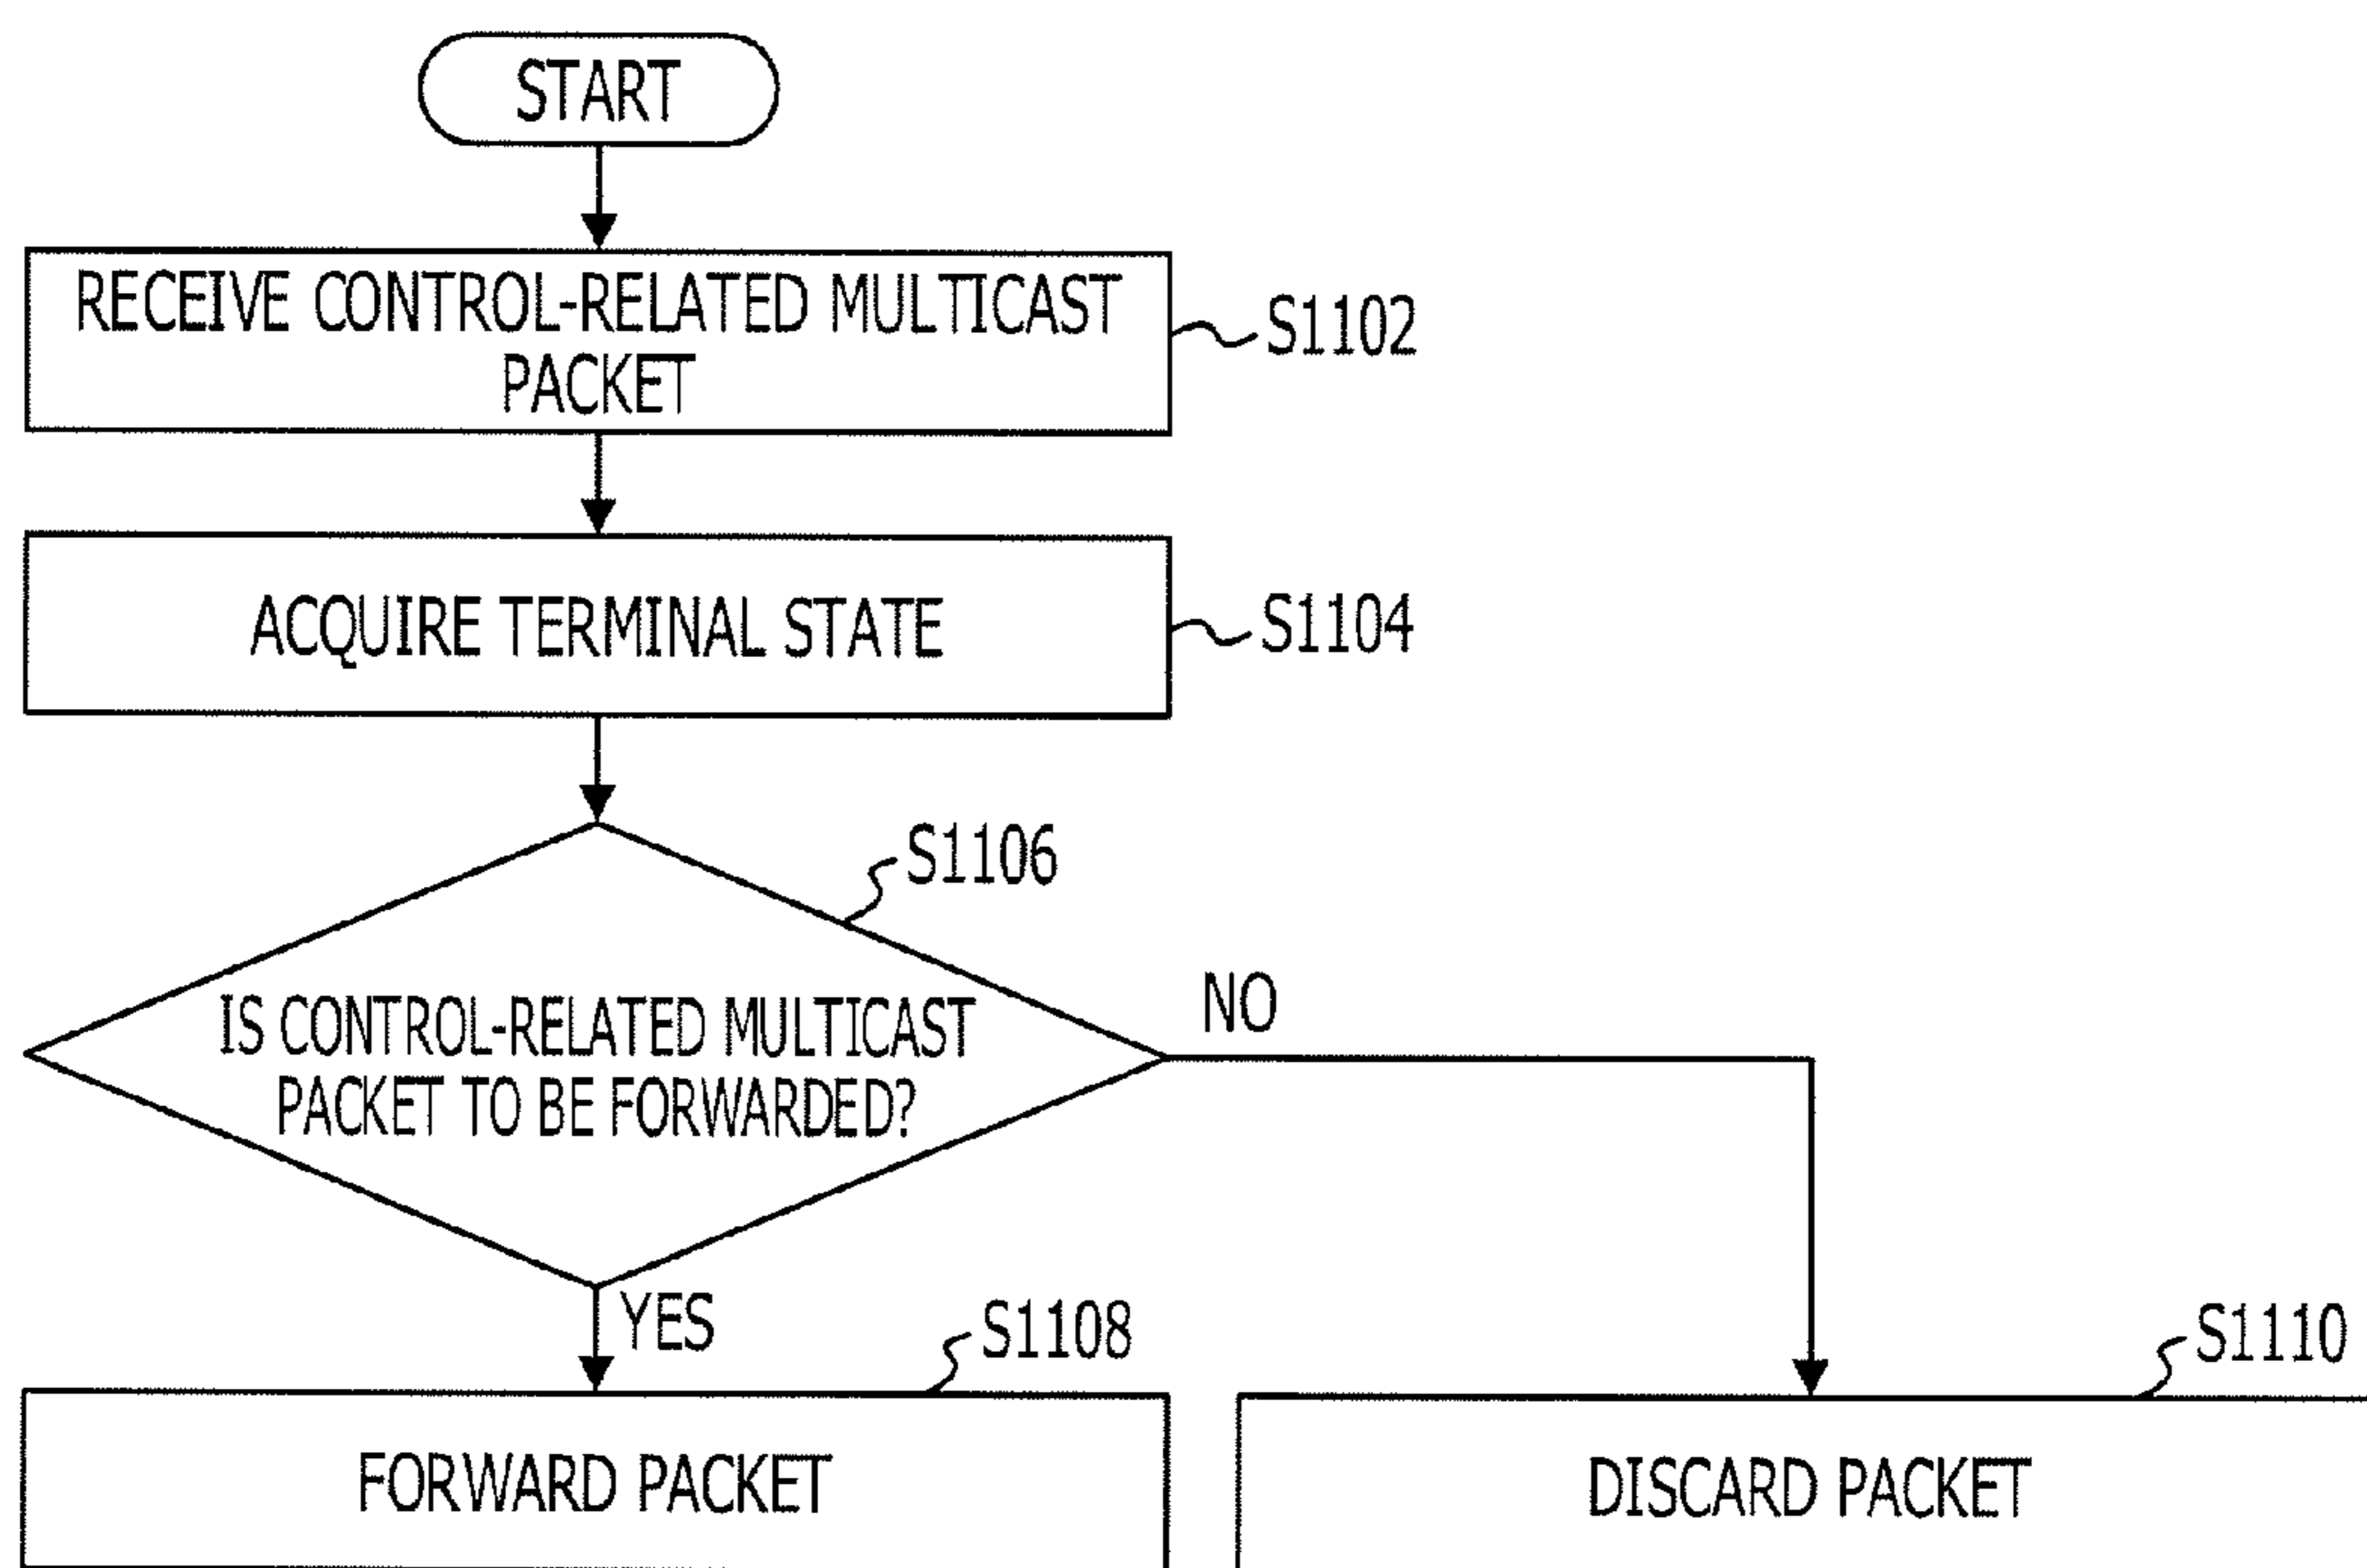 START
RECEIVE CONTROL-RELATED MULTICAST
PACKET
S1102
ACQUIRE TERMINAL STATE
S1104
S1106
IS CONTROL-RELATED MULTICAST
PACKET TO BE FORWARDED?
NO
YES
S1108
FORWARD PACKET
S1110
DISCARD PACKET